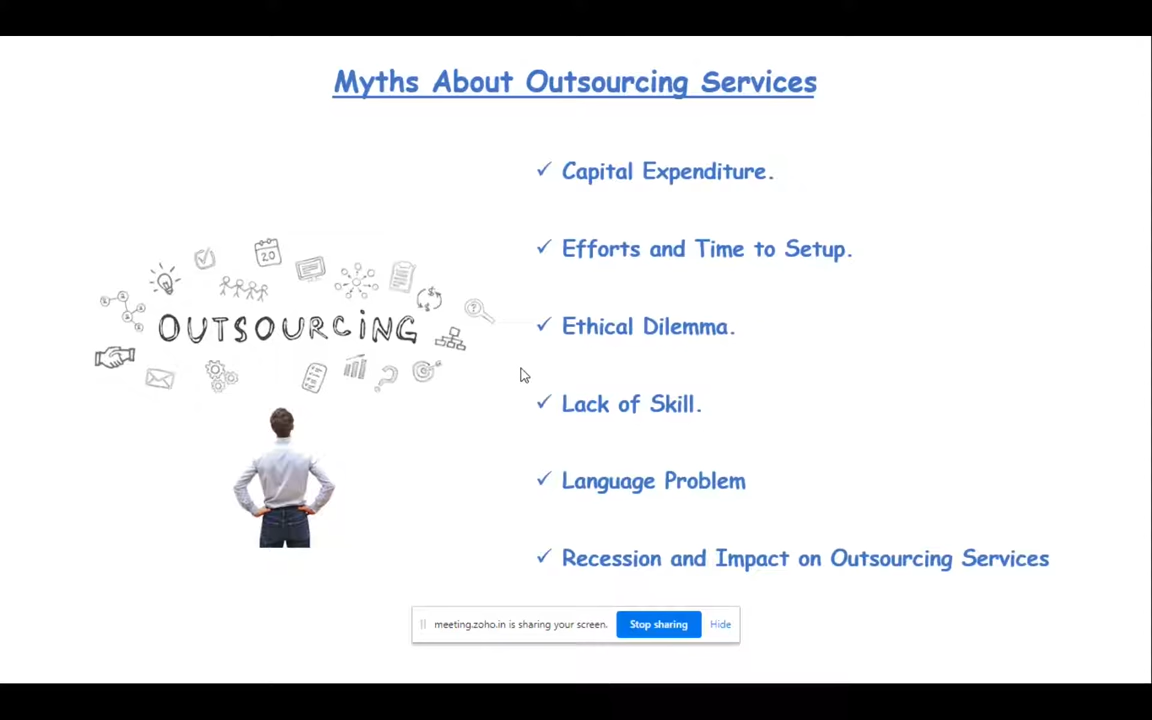 Myths About Outsourcing Services
✓ Capital Expenditure.
✓ Efforts and Time to Setup.
✓ Ethical Dilemma.
✓ Lack of Skill.
✓ Language Problem
✓ Recession and Impact on Outsourcing Services
20
OUTSOURCING
meeting.zoho.in is sharing your screen.
Stop sharing
Hide